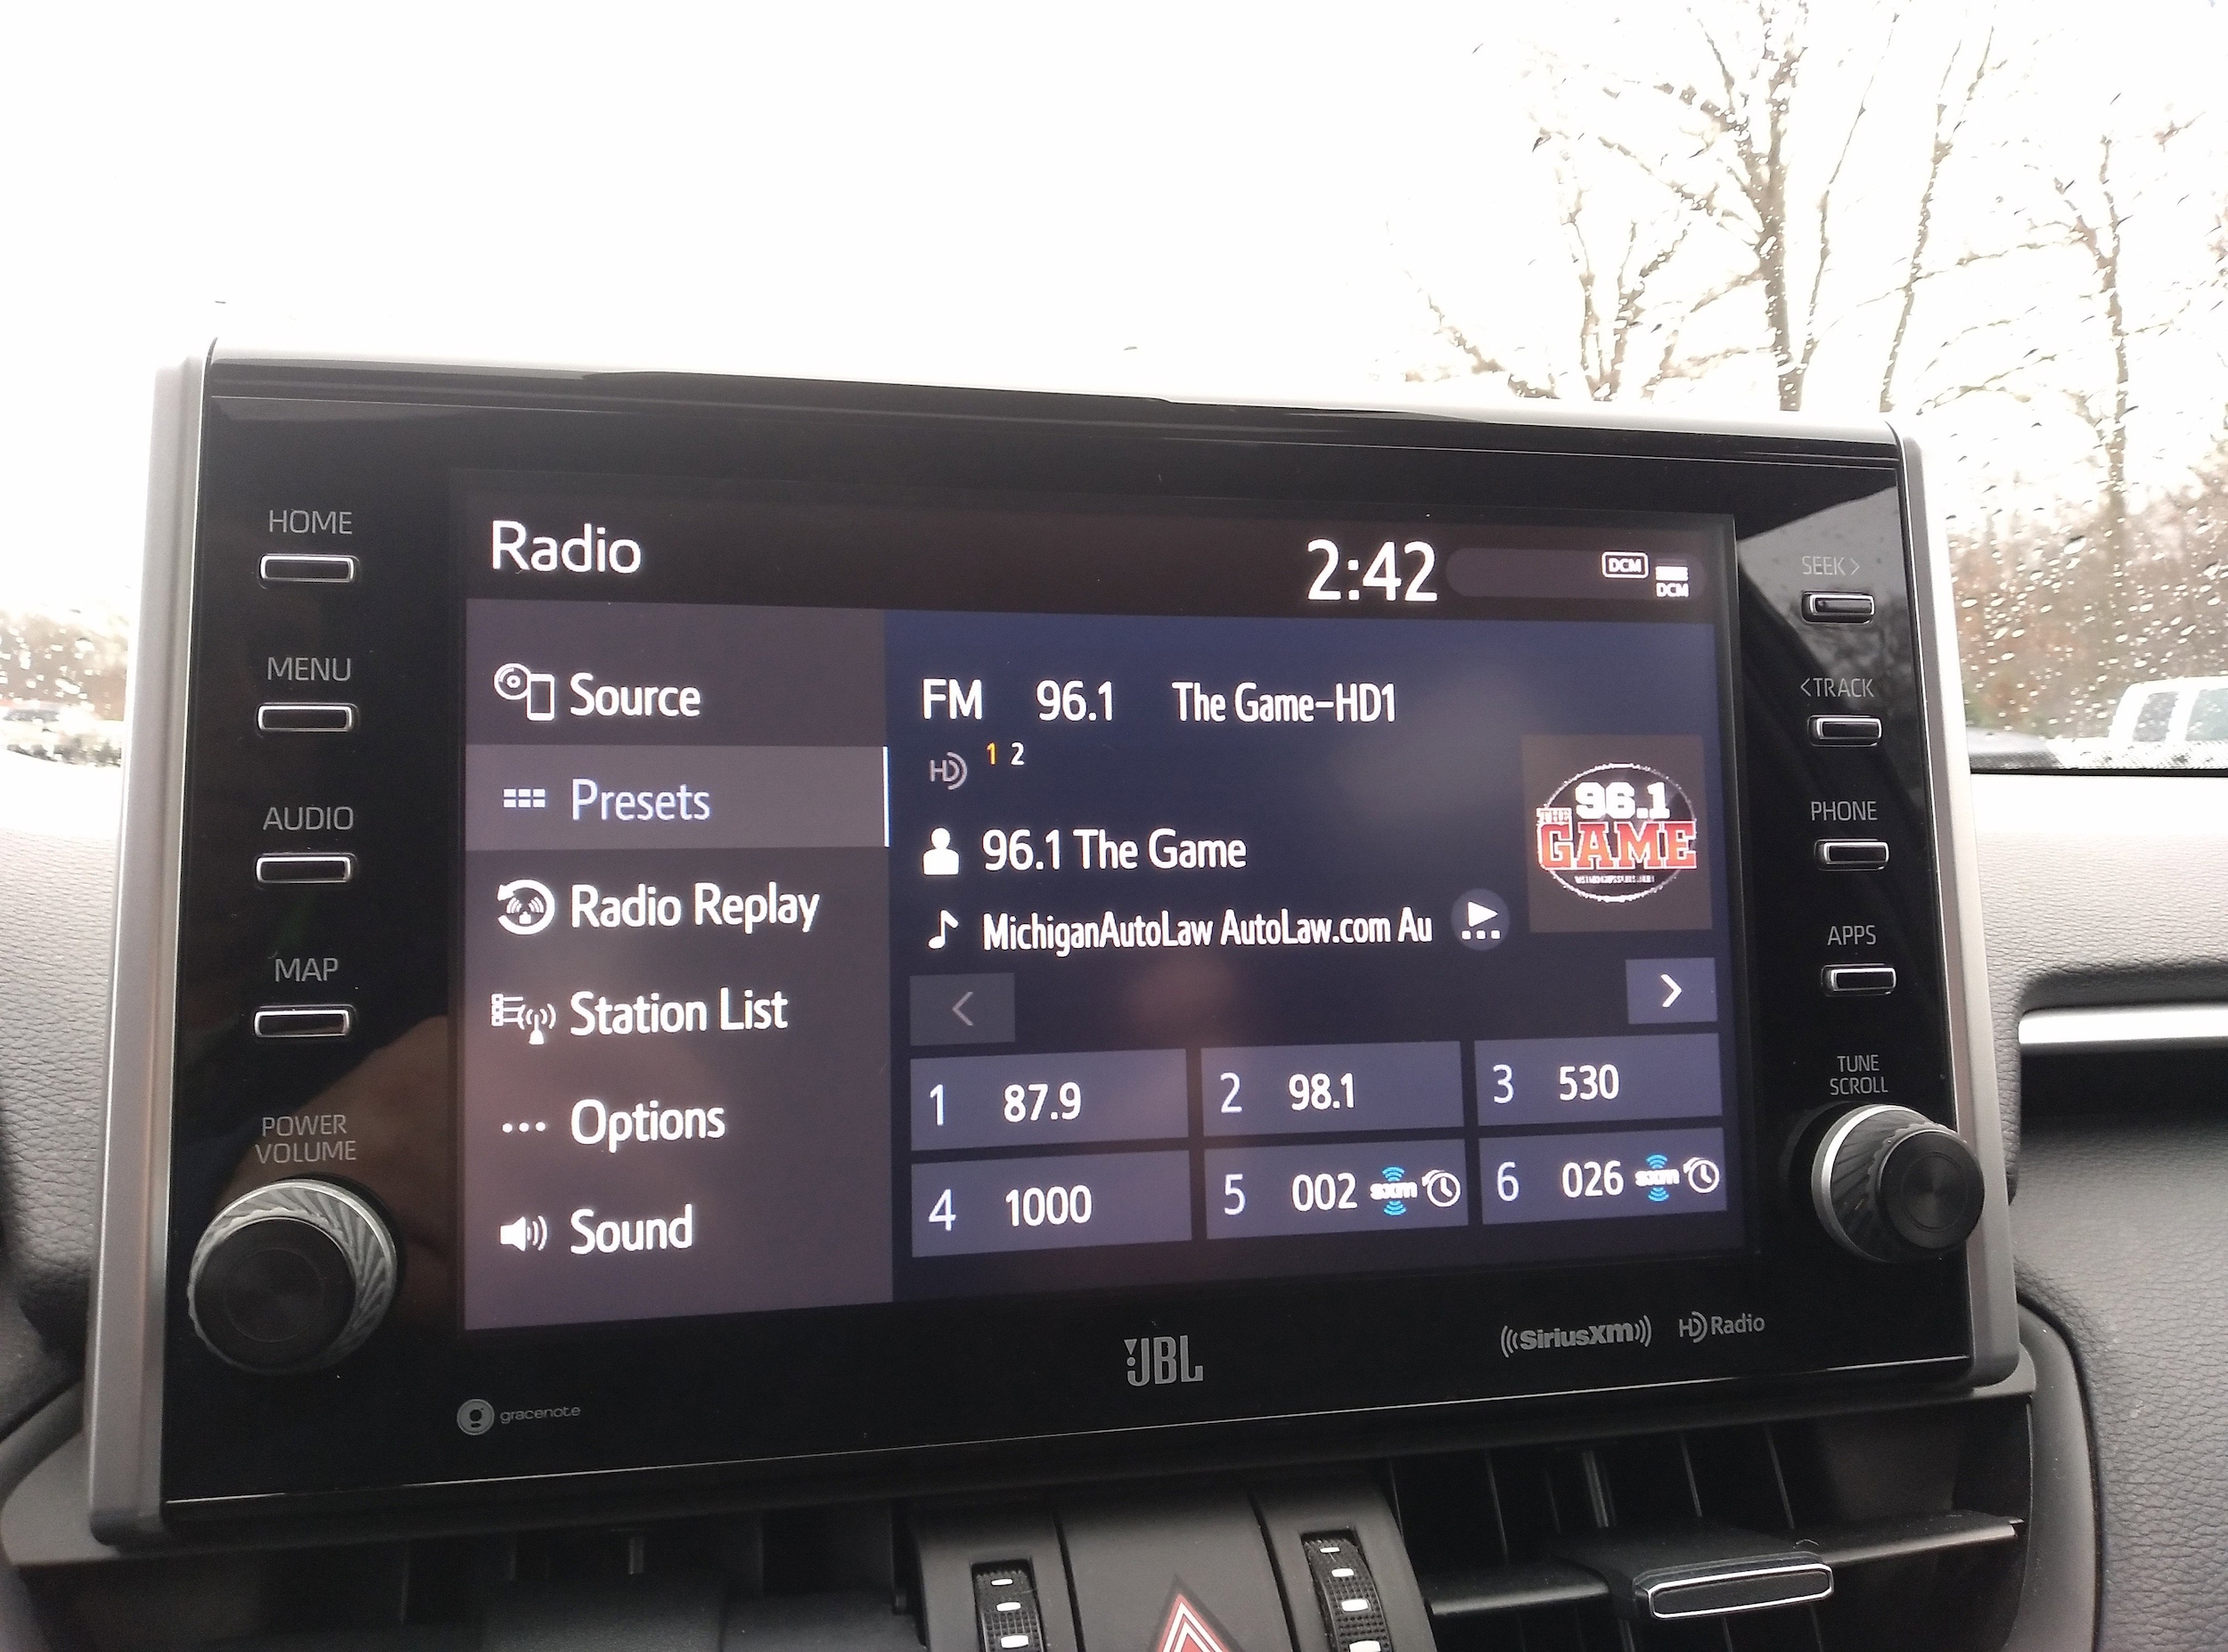 HOME
MENU
AUDIO
MAP
POWER
VOLUME
Radio
2:42
DCM
DCM
Source
Presets
Radio Replay
Station List
Options
Sound
FM 96.1 The Game-HD1
HD 1 2
96.1 The Game
MichiganAutoLaw AutoLaw.com Au
96.1
THE
GAME
1 87.9
2 98.1
3 530
4 1000
5 002 sxm
6 026 sxm
SEEK >
< TRACK
PHONE
APPS
TUNE
SCROLL
gracenote
JBL
SiriusXM
HD Radio